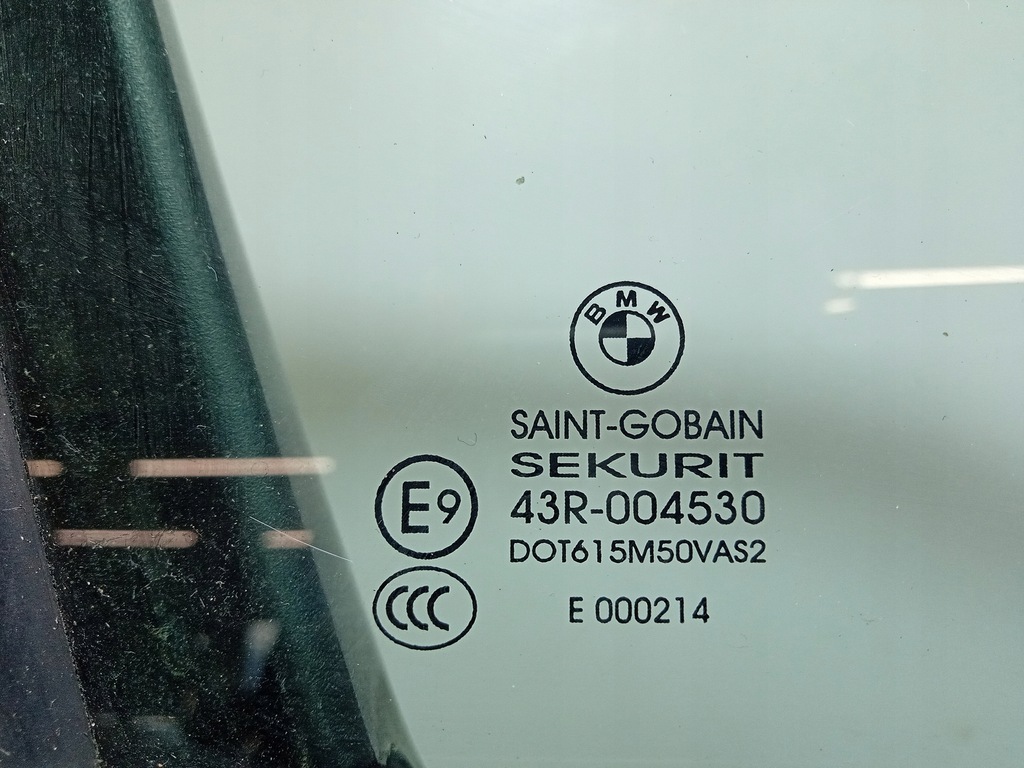 BMW
SAINT-GOBAIN
SEKURIT
E9
43R-004530
DOT615M50VAS2
CCC
E 000214